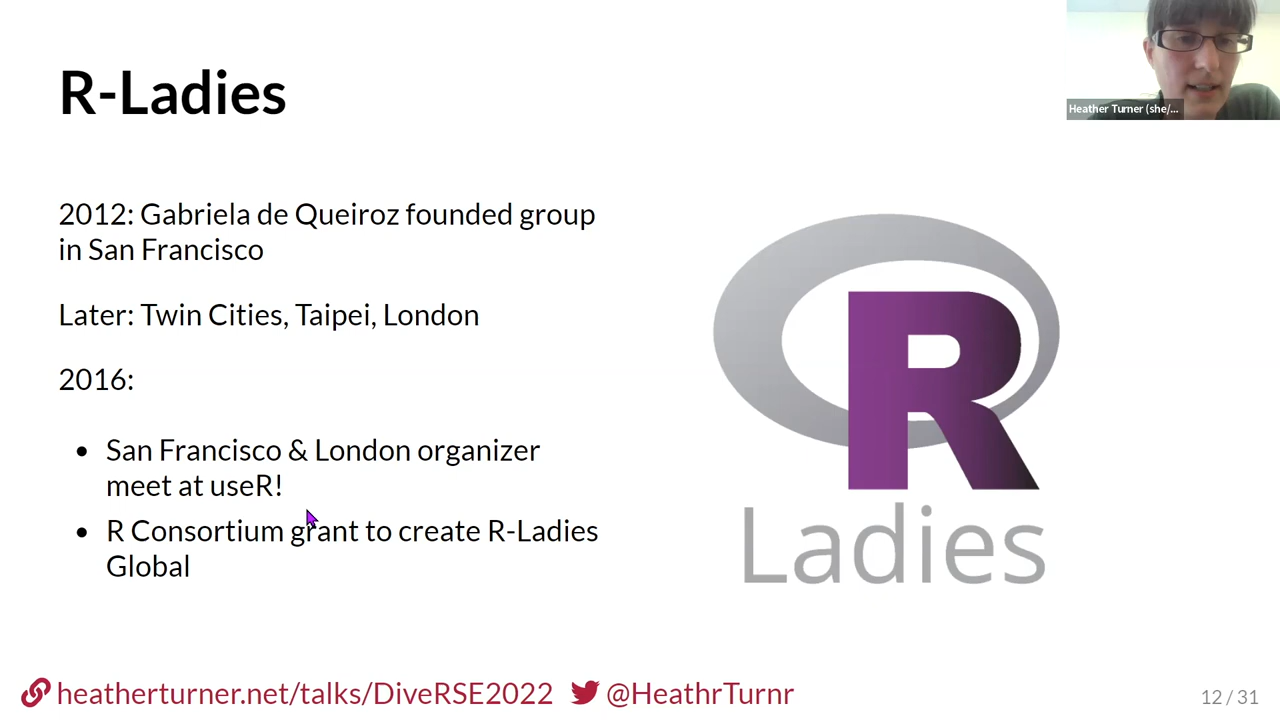 R-Ladies
Heather Turner (she/...
2012: Gabriela de Queiroz founded group
in San Francisco
Later: Twin Cities, Taipei, London
2016:
• San Francisco & London organizer
meet at useR!
• R Consortium grant to create R-Ladies
Global
R
Ladies
heatherturner.net/talks/DiveRSE2022 @HeathrTurnr
12 / 31